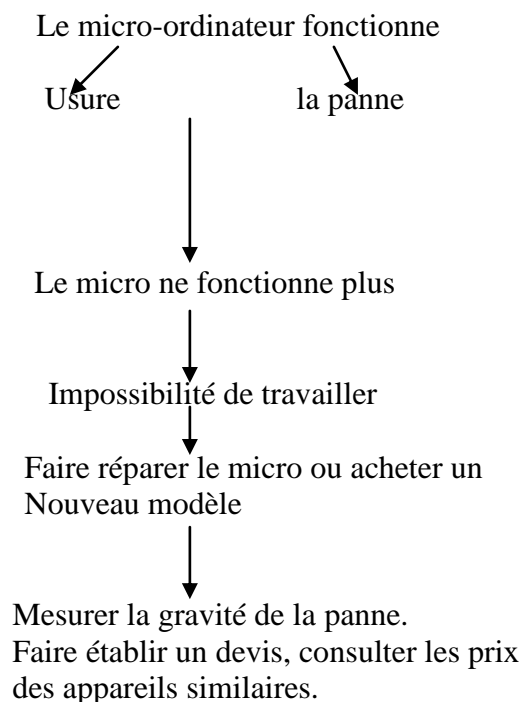 Le micro-ordinateur fonctionne
Usure la panne
Le micro ne fonctionne plus
Impossibilité de travailler
Faire réparer le micro ou acheter un
Nouveau modèle
Mesurer la gravité de la panne.
Faire établir un devis, consulter les prix
des appareils similaires.